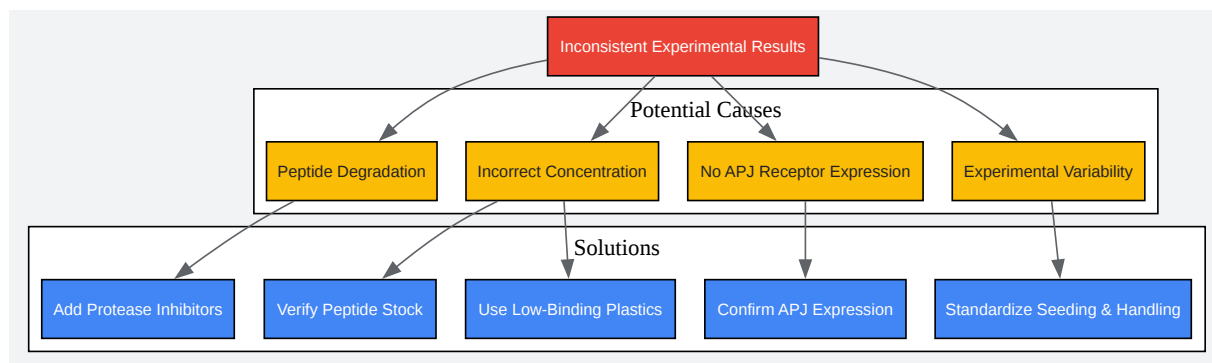 Inconsistent Experimental Results
Potential Causes
Peptide Degradation
Incorrect Concentration
No APJ Receptor Expression
Experimental Variability
Solutions
Add Protease Inhibitors
Verify Peptide Stock
Use Low-Binding Plastics
Confirm APJ Expression
Standardize Seeding & Handling